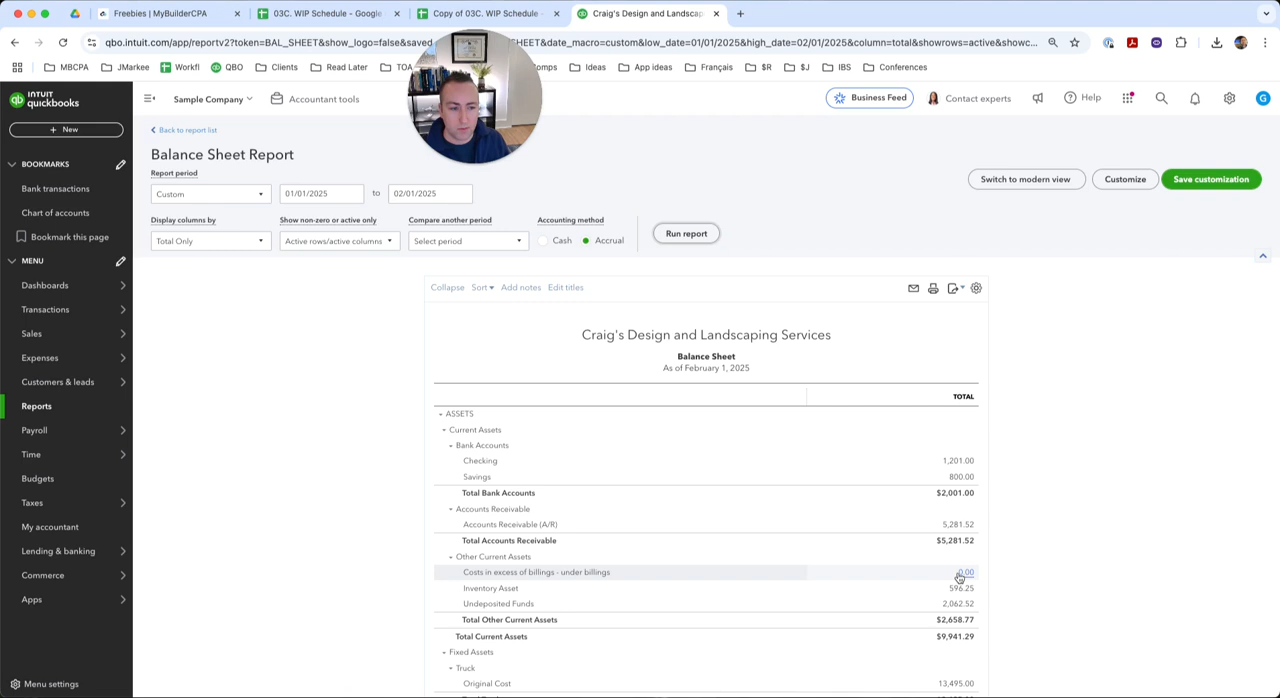 Freebies | MyBuilderCPA
03C. WIP Schedule - Google
Copy of 03C. WIP Schedule -
Craig's Design and Landscap
qbo.intuit.com/app/reportv2?token=BAL_SHEET&show_logo=false&saved
HEET&date_macro=custom&low_date=01/01/2025&high_date=02/01/2025&column=total&showrows=active&showc...
MBCPA
JMarkee
Workfl
QBO
Clients
Read Later
TOA
omps
Ideas
App ideas
Français
$R
$J
IBS
Conferences
INTUIT
quickbooks
Sample Company
Accountant tools
Business Feed
Contact experts
Help
G
+ New
BOOKMARKS
Bank transactions
Chart of accounts
Bookmark this page
MENU
Dashboards
Transactions
Sales
Expenses
Customers & leads
Reports
Payroll
Time
Budgets
Taxes
My accountant
Lending & banking
Commerce
Apps
Menu settings
Back to report list
Balance Sheet Report
Report period
Custom
01/01/2025
to
02/01/2025
Switch to modern view
Customize
Save customization
Display columns by
Show non-zero or active only
Compare another period
Accounting method
Total Only
Active rows/active columns
Select period
Cash
Accrual
Run report
Collapse
Sort
Add notes
Edit titles
Craig's Design and Landscaping Services
Balance Sheet
As of February 1, 2025
TOTAL
ASSETS
Current Assets
Bank Accounts
Checking 1,201.00
Savings 800.00
Total Bank Accounts $2,001.00
Accounts Receivable
Accounts Receivable (A/R) 5,281.52
Total Accounts Receivable $5,281.52
Other Current Assets
Costs in excess of billings - under billings 0.00
Inventory Asset 596.25
Undeposited Funds 2,062.52
Total Other Current Assets $2,658.77
Total Current Assets $9,941.29
Fixed Assets
Truck
Original Cost 13,495.00